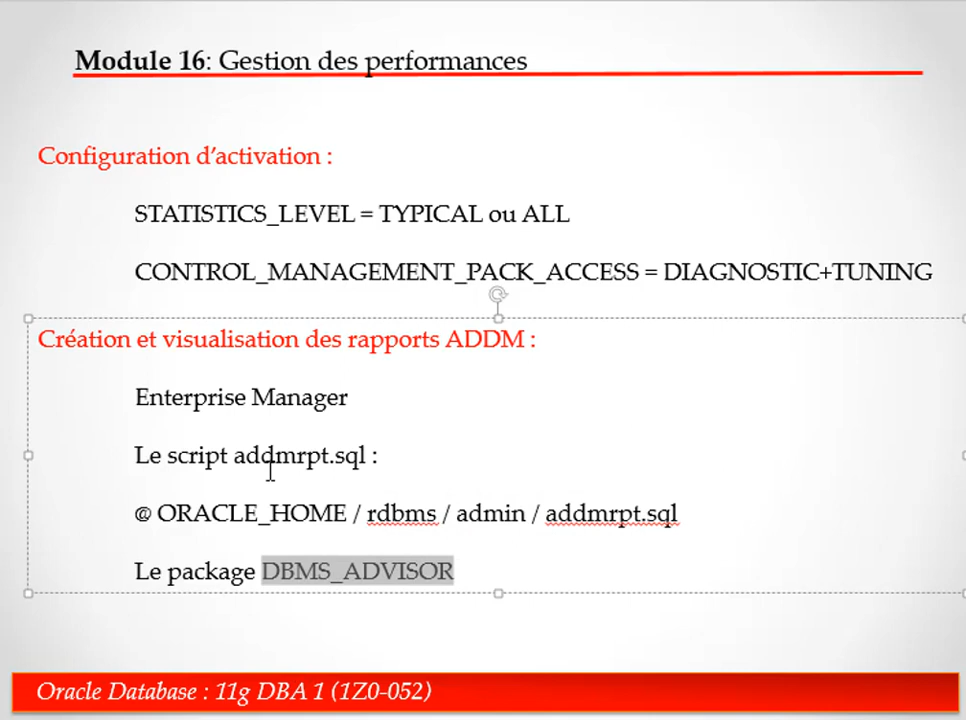 Module 16: Gestion des performances
Configuration d’activation :
STATISTICS_LEVEL = TYPICAL ou ALL
CONTROL_MANAGEMENT_PACK_ACCESS = DIAGNOSTIC+TUNING
Création et visualisation des rapports ADDM :
Enterprise Manager
Le script addmrpt.sql :
@ ORACLE_HOME / rdbms / admin / addmrpt.sql
Le package DBMS_ADVISOR
Oracle Database : 11g DBA 1 (1Z0-052)